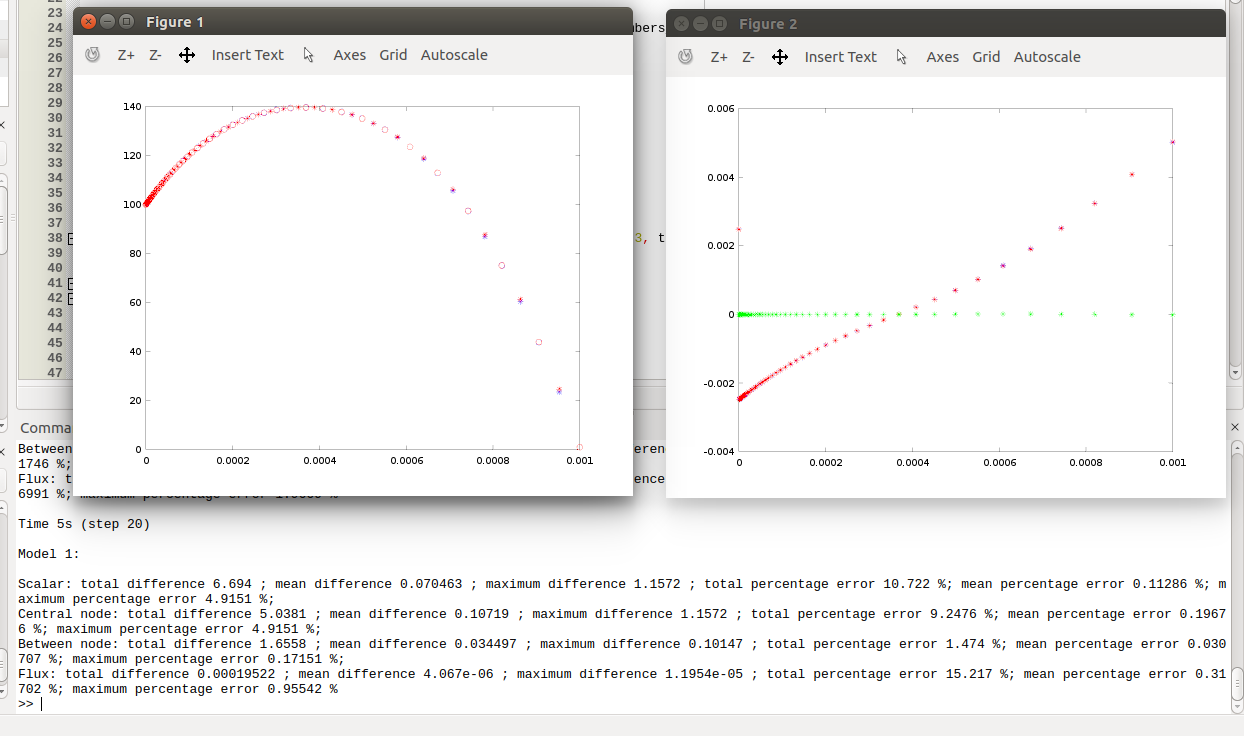 Figure 1
Z+ Z- Insert Text Axes Grid Autoscale
140
120
100
80
60
40
20
0
0 0.0002 0.0004 0.0006 0.0008 0.001
Figure 2
Z+ Z- Insert Text Axes Grid Autoscale
0.006
0.004
0.002
0
-0.002
-0.004
0 0.0002 0.0004 0.0006 0.0008 0.001
23
24
25
26
27
28
29
30
31
32
33
34
35
36
37
38
39
40
41
42
43
44
45
46
47
mbers
3, t
Comma
Between
eren
1746 %;
Flux: t
ence
6991 %; maximum percentage error
Time 5s (step 20)
Model 1:
Scalar: total difference 6.694 ; mean difference 0.070463 ; maximum difference 1.1572 ; total percentage error 10.722 %; mean percentage error 0.11286 %; m
aximum percentage error 4.9151 %;
Central node: total difference 5.0381 ; mean difference 0.10719 ; maximum difference 1.1572 ; total percentage error 9.2476 %; mean percentage error 0.1967
6 %; maximum percentage error 4.9151 %;
Between node: total difference 1.6558 ; mean difference 0.034497 ; maximum difference 0.10147 ; total percentage error 1.474 %; mean percentage error 0.030
707 %; maximum percentage error 0.17151 %;
Flux: total difference 0.00019522 ; mean difference 4.067e-06 ; maximum difference 1.1954e-05 ; total percentage error 15.217 %; mean percentage error 0.31
702 %; maximum percentage error 0.95542 %
>>